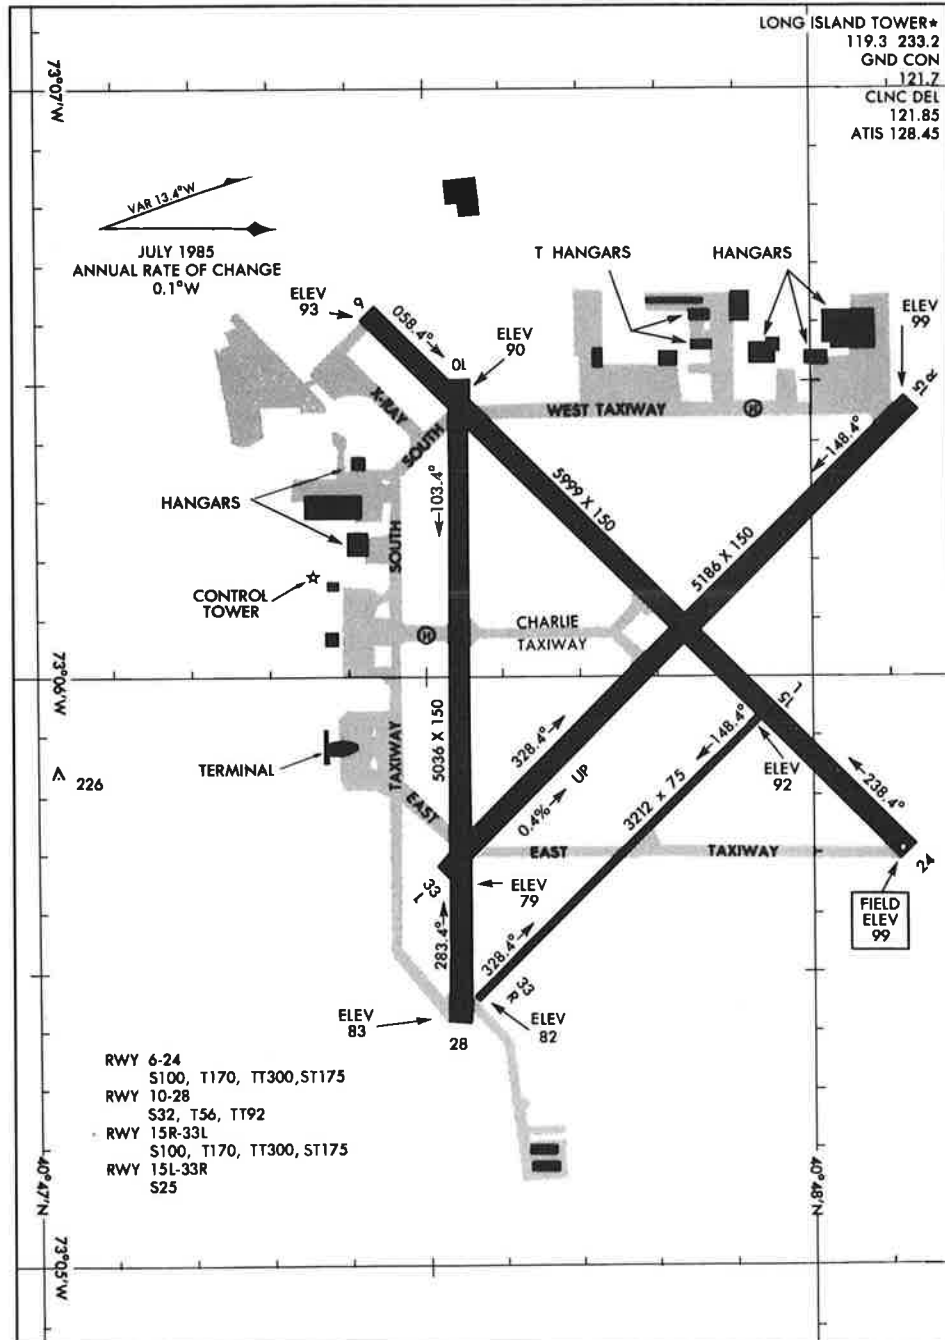 LONG ISLAND TOWER★
119.3 233.2
GND CON
121.7
CLNC DEL
121.85
ATIS 128.45
73°07'W
VAR 13.4°W
JULY 1985
ANNUAL RATE OF CHANGE
0.1°W
T HANGARS
HANGARS
ELEV
93
6
058.4°
ELEV
90
10
ELEV
99
15 R
X-RAY
SOUTH
WEST TAXIWAY
H
148.4°
103.4°
5999 X 150
HANGARS
SOUTH
5186 X 150
CONTROL
TOWER
CHARLIE
TAXIWAY
H
73°06'W
15 L
148.4°
328.4°
5036 X 150
TERMINAL
TAXIWAY
226
UP
0.4%
ELEV
92
3212 x 75
238.4°
EAST
EAST
TAXIWAY
24
33 L
ELEV
79
283.4°
328.4°
33 R
FIELD
ELEV
99
ELEV
83
28
ELEV
82
RWY 6-24
S100, T170, TT300,ST175
RWY 10-28
S32, T56, TT92
RWY 15R-33L
S100, T170, TT300, ST175
RWY 15L-33R
S25
40°47'N
40°48'N
73°05'W